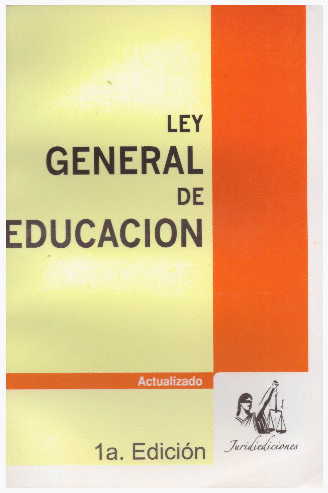 LEY
GENERAL
DE
EDUCACION
Actualizado
1a. Edición
Juridiediciones